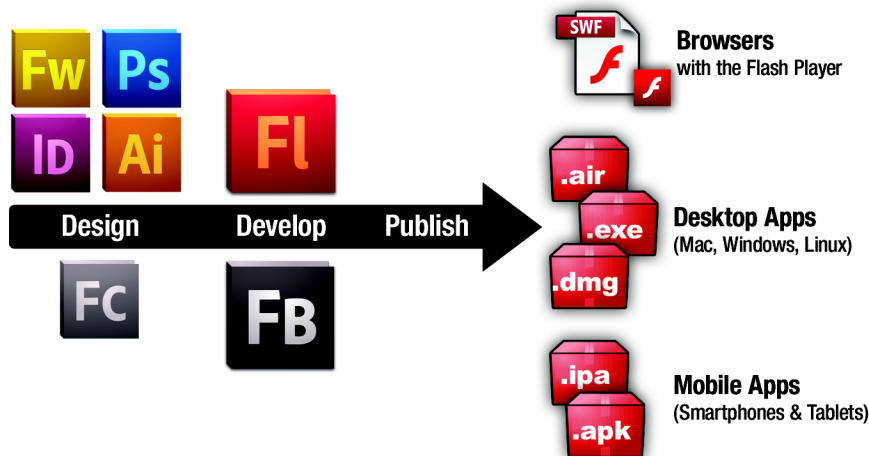 Fw Ps
ID Ai
Fl
Design Develop Publish
Fc
FB
SWF
Browsers
with the Flash Player
.air
.exe
.dmg
Desktop Apps
(Mac, Windows, Linux)
.ipa
.apk
Mobile Apps
(Smartphones & Tablets)